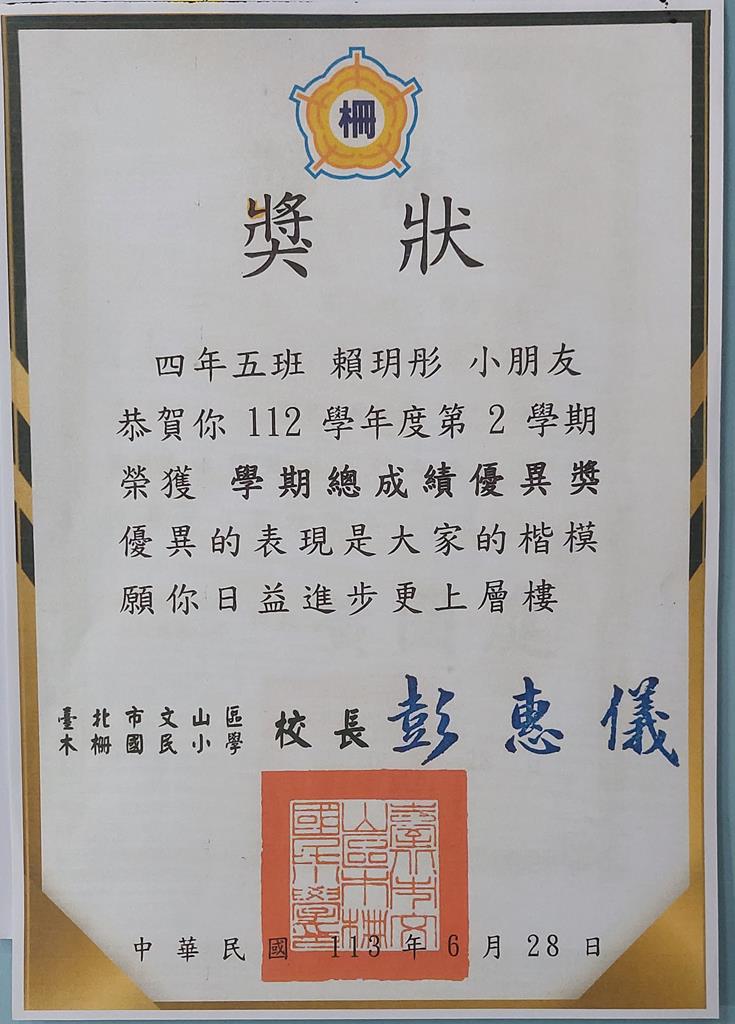 柵
獎狀
四年五班 賴玥彤 小朋友
恭賀你 112 學年度第 2 學期
榮獲 學期總成績優異獎
優異的表現是大家的楷模
願你日益進步更上層樓
臺北市文山區
木柵國民小學
校長 彭惠儀
中華民國 113 年 6 月 28 日